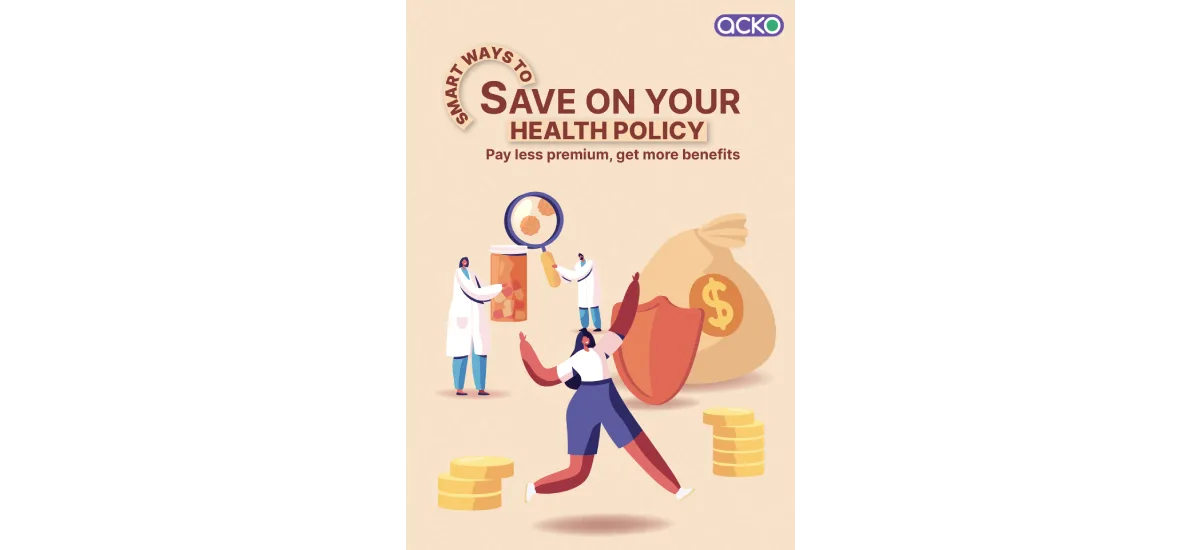 acko
SMART WAYS TO
SAVE ON YOUR
HEALTH POLICY
Pay less premium, get more benefits
$